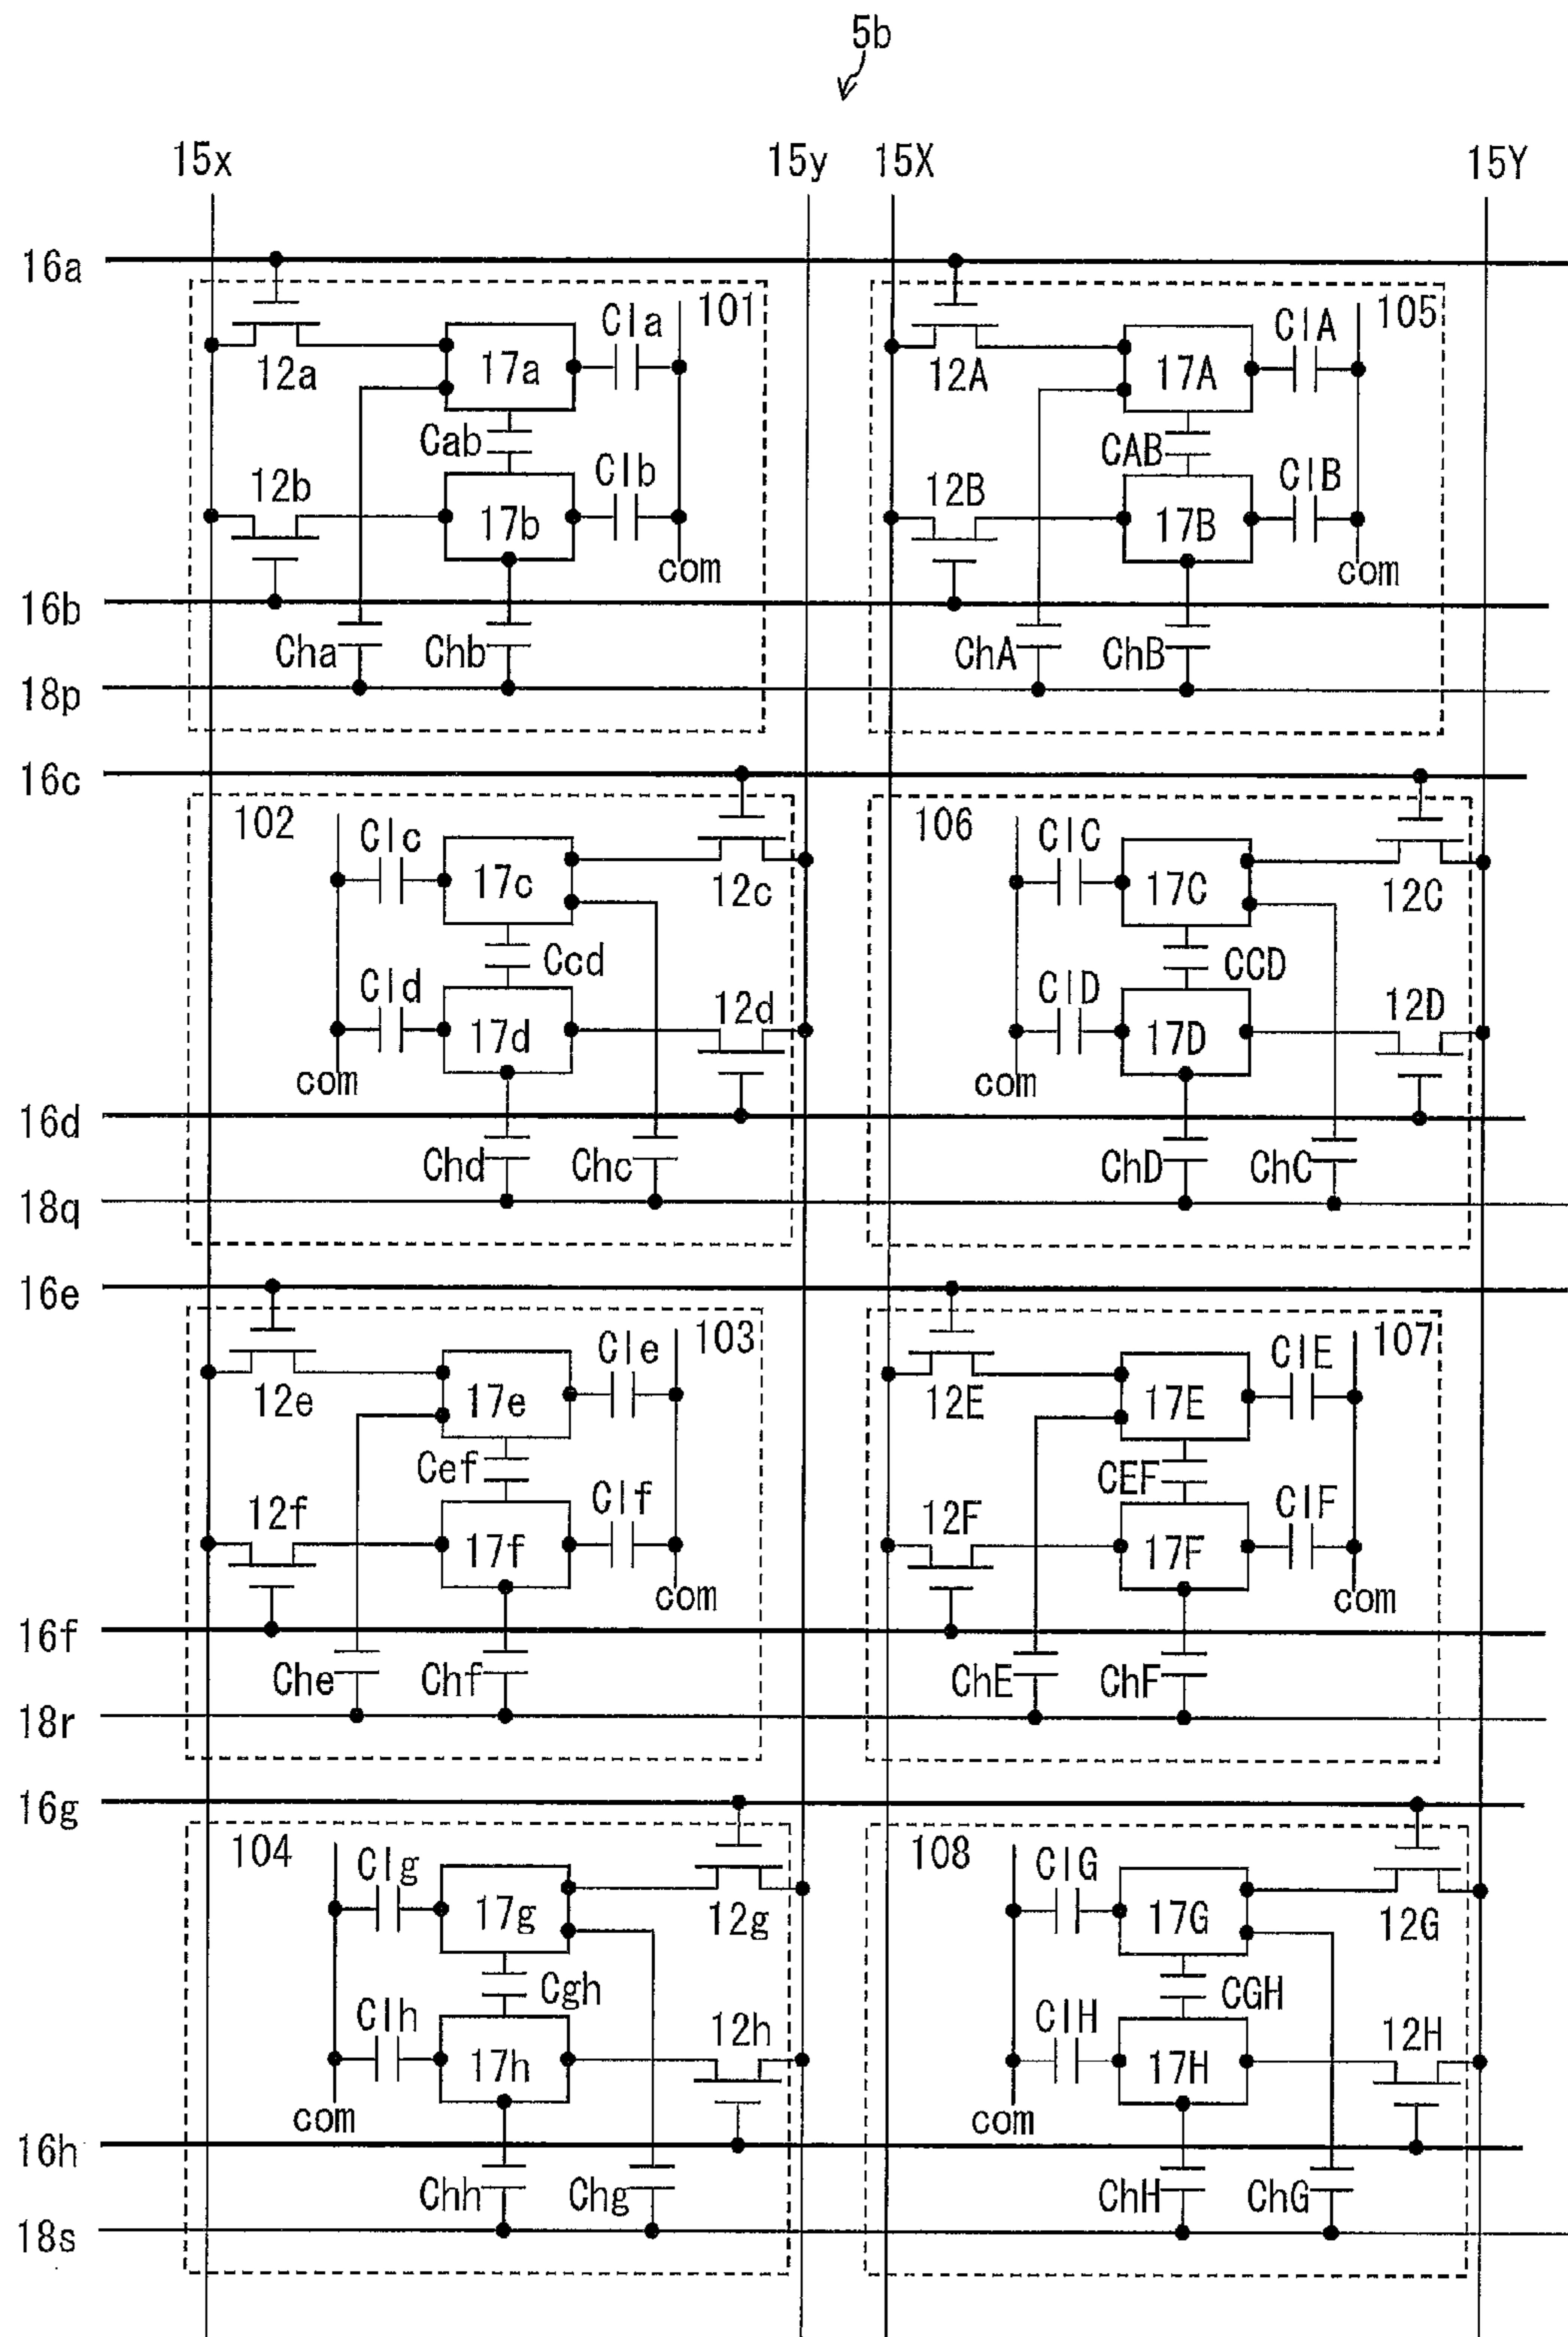 5b
15x 15y 15X 15Y
16a
101 105
Cla ClA
17a 17A
12a 12A
Cab CAB
12b Clb 12B ClB
17b 17B
com com
16b
Cha Chb ChA ChB
18p
16c
102 106
Clc ClC
17c 17C
12c 12C
Ccd CCD
Cld 12d ClD 12D
17d 17D
com com
16d
Chd Chc ChD ChC
18q
16e
103 107
Cle ClE
17e 17E
12e 12E
Cef CEF
12f Clf 12F ClF
17f 17F
com com
16f
Che Chf ChE ChF
18r
16g
104 108
Clg ClG
17g 17G
12g 12G
Cgh CGH
Clh 12h ClH 12H
17h 17H
com com
16h
Chh Chg ChH ChG
18s